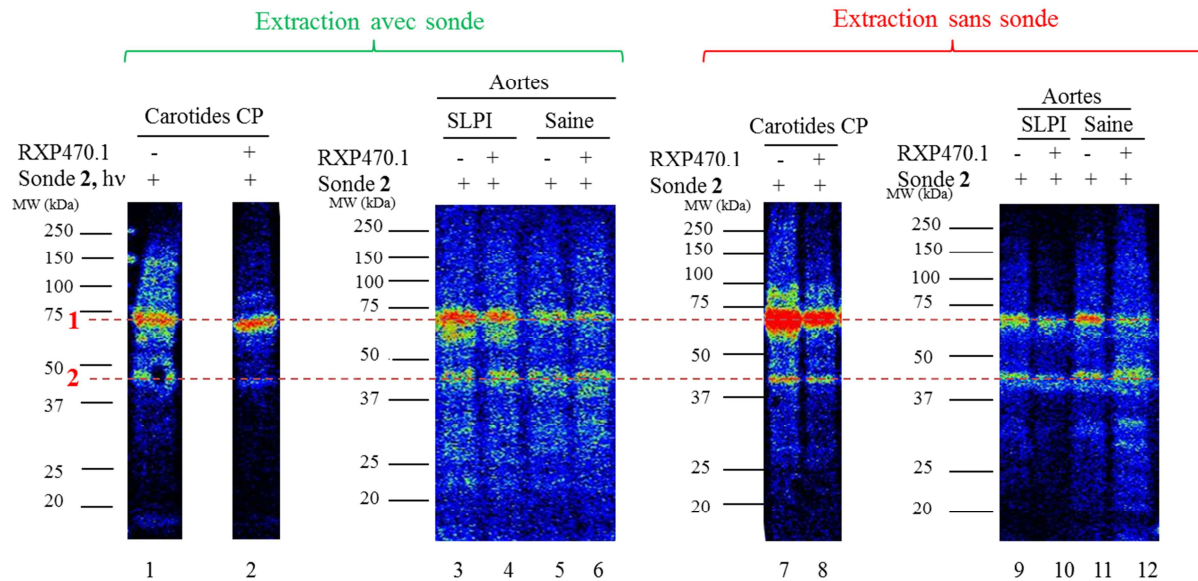 Extraction avec sonde
Extraction sans sonde
Carotides CP
RXP470.1 - +
Sonde 2, hν + +
MW (kDa)
250
150
100
75
50
37
25
20
1
2
1 2
Aortes
SLPI Saine
RXP470.1 - + - +
Sonde 2 + + + +
MW (kDa)
250
150
100
75
50
37
25
20
3 4 5 6
Carotides CP
RXP470.1 - +
Sonde 2 + +
MW (kDa)
250
150
100
75
50
37
25
20
7 8
Aortes
SLPI Saine
RXP470.1 - + - +
Sonde 2 + + + +
MW (kDa)
250
150
100
75
50
37
25
20
9 10 11 12